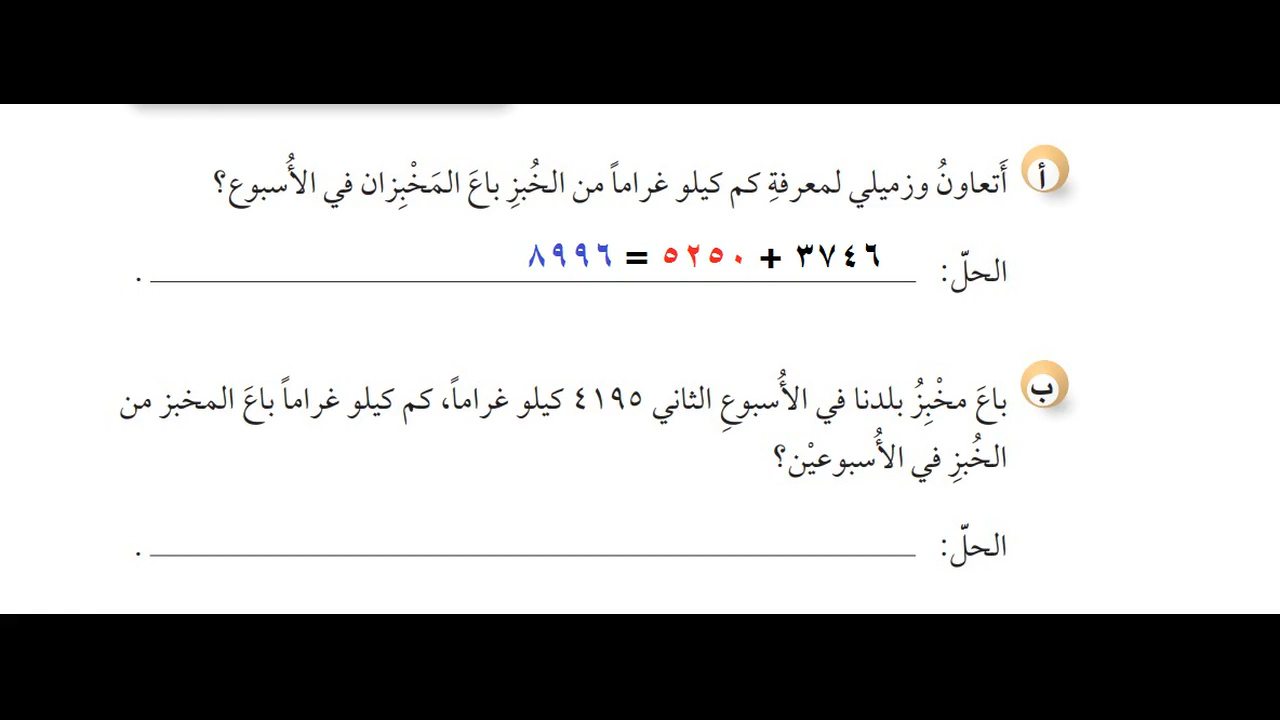 أ أَتعاونُ وزميلي لمعرفةِ كم كيلو غراماً من الخُبزِ باعَ المَخْبِزان في الأُسبوع؟
الحلّ: ٣٧٤٦ + ٥٢٥٠ = ٨٩٩٦ .
ب باعَ مخْبِزُ بلدنا في الأُسبوعِ الثاني ٤١٩٥ كيلو غراماً، كم كيلو غراماً باعَ المخبز من
الخُبزِ في الأُسبوعيْن؟
الحلّ: .